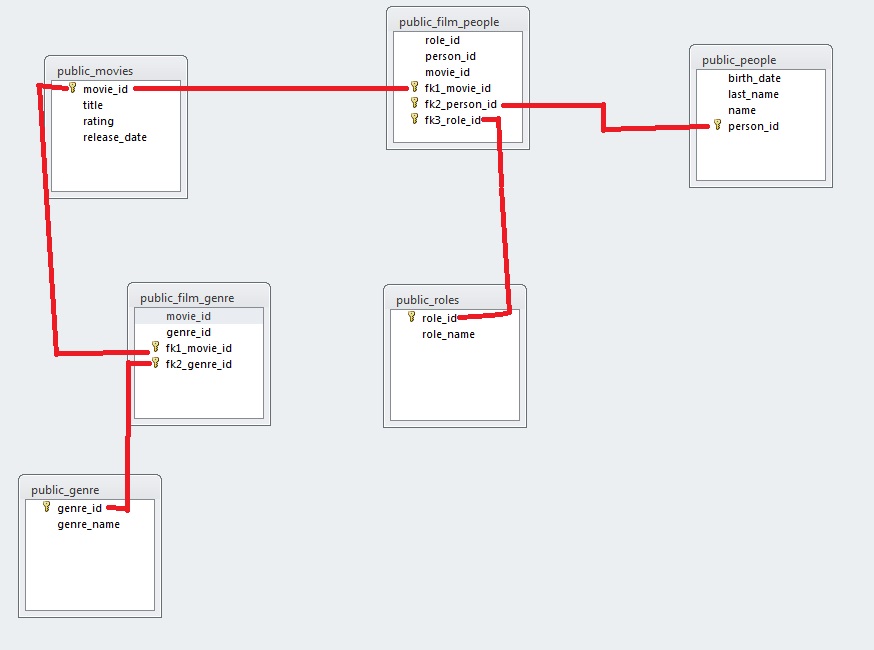 public_film_people
role_id
person_id
movie_id
fk1_movie_id
fk2_person_id
fk3_role_id
public_movies
movie_id
title
rating
release_date
public_people
birth_date
last_name
name
person_id
public_film_genre
movie_id
genre_id
fk1_movie_id
fk2_genre_id
public_roles
role_id
role_name
public_genre
genre_id
genre_name